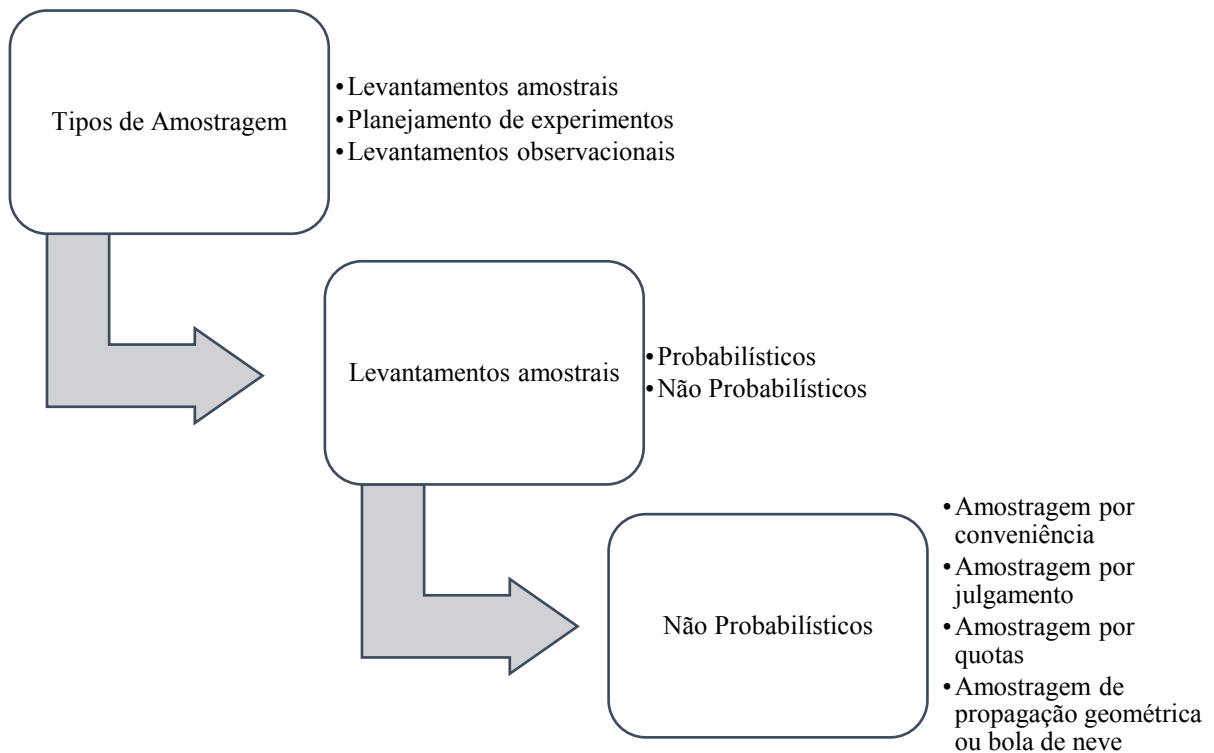 Tipos de Amostragem
•Levantamentos amostrais
•Planejamento de experimentos
•Levantamentos observacionais
Levantamentos amostrais
•Probabilísticos
•Não Probabilísticos
Não Probabilísticos
•Amostragem por
conveniência
•Amostragem por
julgamento
•Amostragem por
quotas
•Amostragem de
propagação geométrica
ou bola de neve